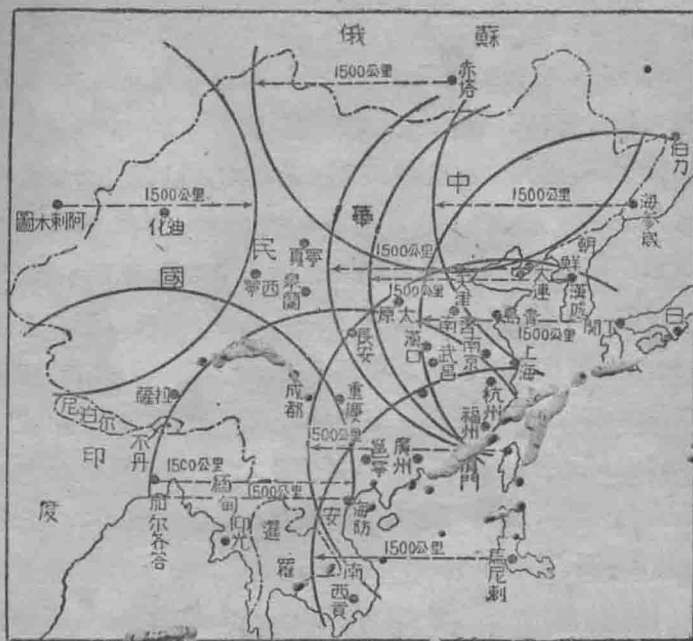 蘇俄
赤塔
1500公里
伯力
中
華
民
國
1500公里
1500公里
阿剌木圖
迪化
海參崴
朝鮮
寧夏
西寧
皋蘭
1500公里
1500公里
天津
大連
漢城
太原
濟南
青島
1500公里
下関
日
長安
漢口
武昌
南京
上海
拉薩
成都
重慶
杭州
福州
尼泊尔
不丹
印度
1500公里
邕寧
廣州
廈門
1500公里
1500公里
加尔各答
緬甸
仰光
暹羅
安南
海防
西貢
1500公里
馬尼剌